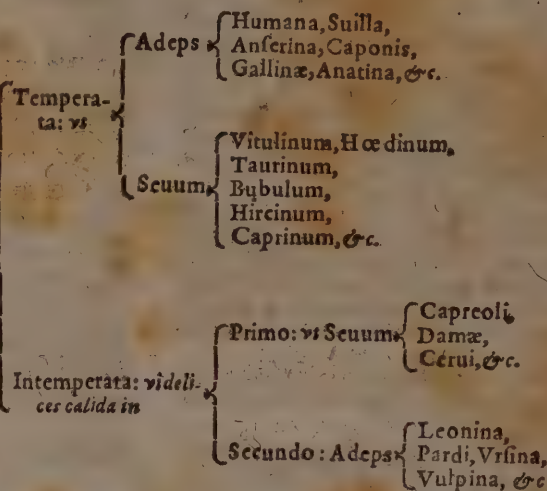 Humana, Suilla,
Adeps
Anſerina, Caponis,
Gallinæ, Anatina, &c.
Tempera-
ta: vt
Vitulinum, Hœdinum,
Taurinum,
Seuum
Bubulum,
Hircinum,
Caprinum, &c.
Capreoli,
Primo: vt Seuum
Damæ,
Cerui, &c.
Intemperata: videli-
cet calida in
Leonina,
Secundo: Adeps
Pardi, Vrſina,
Vulpina, &c